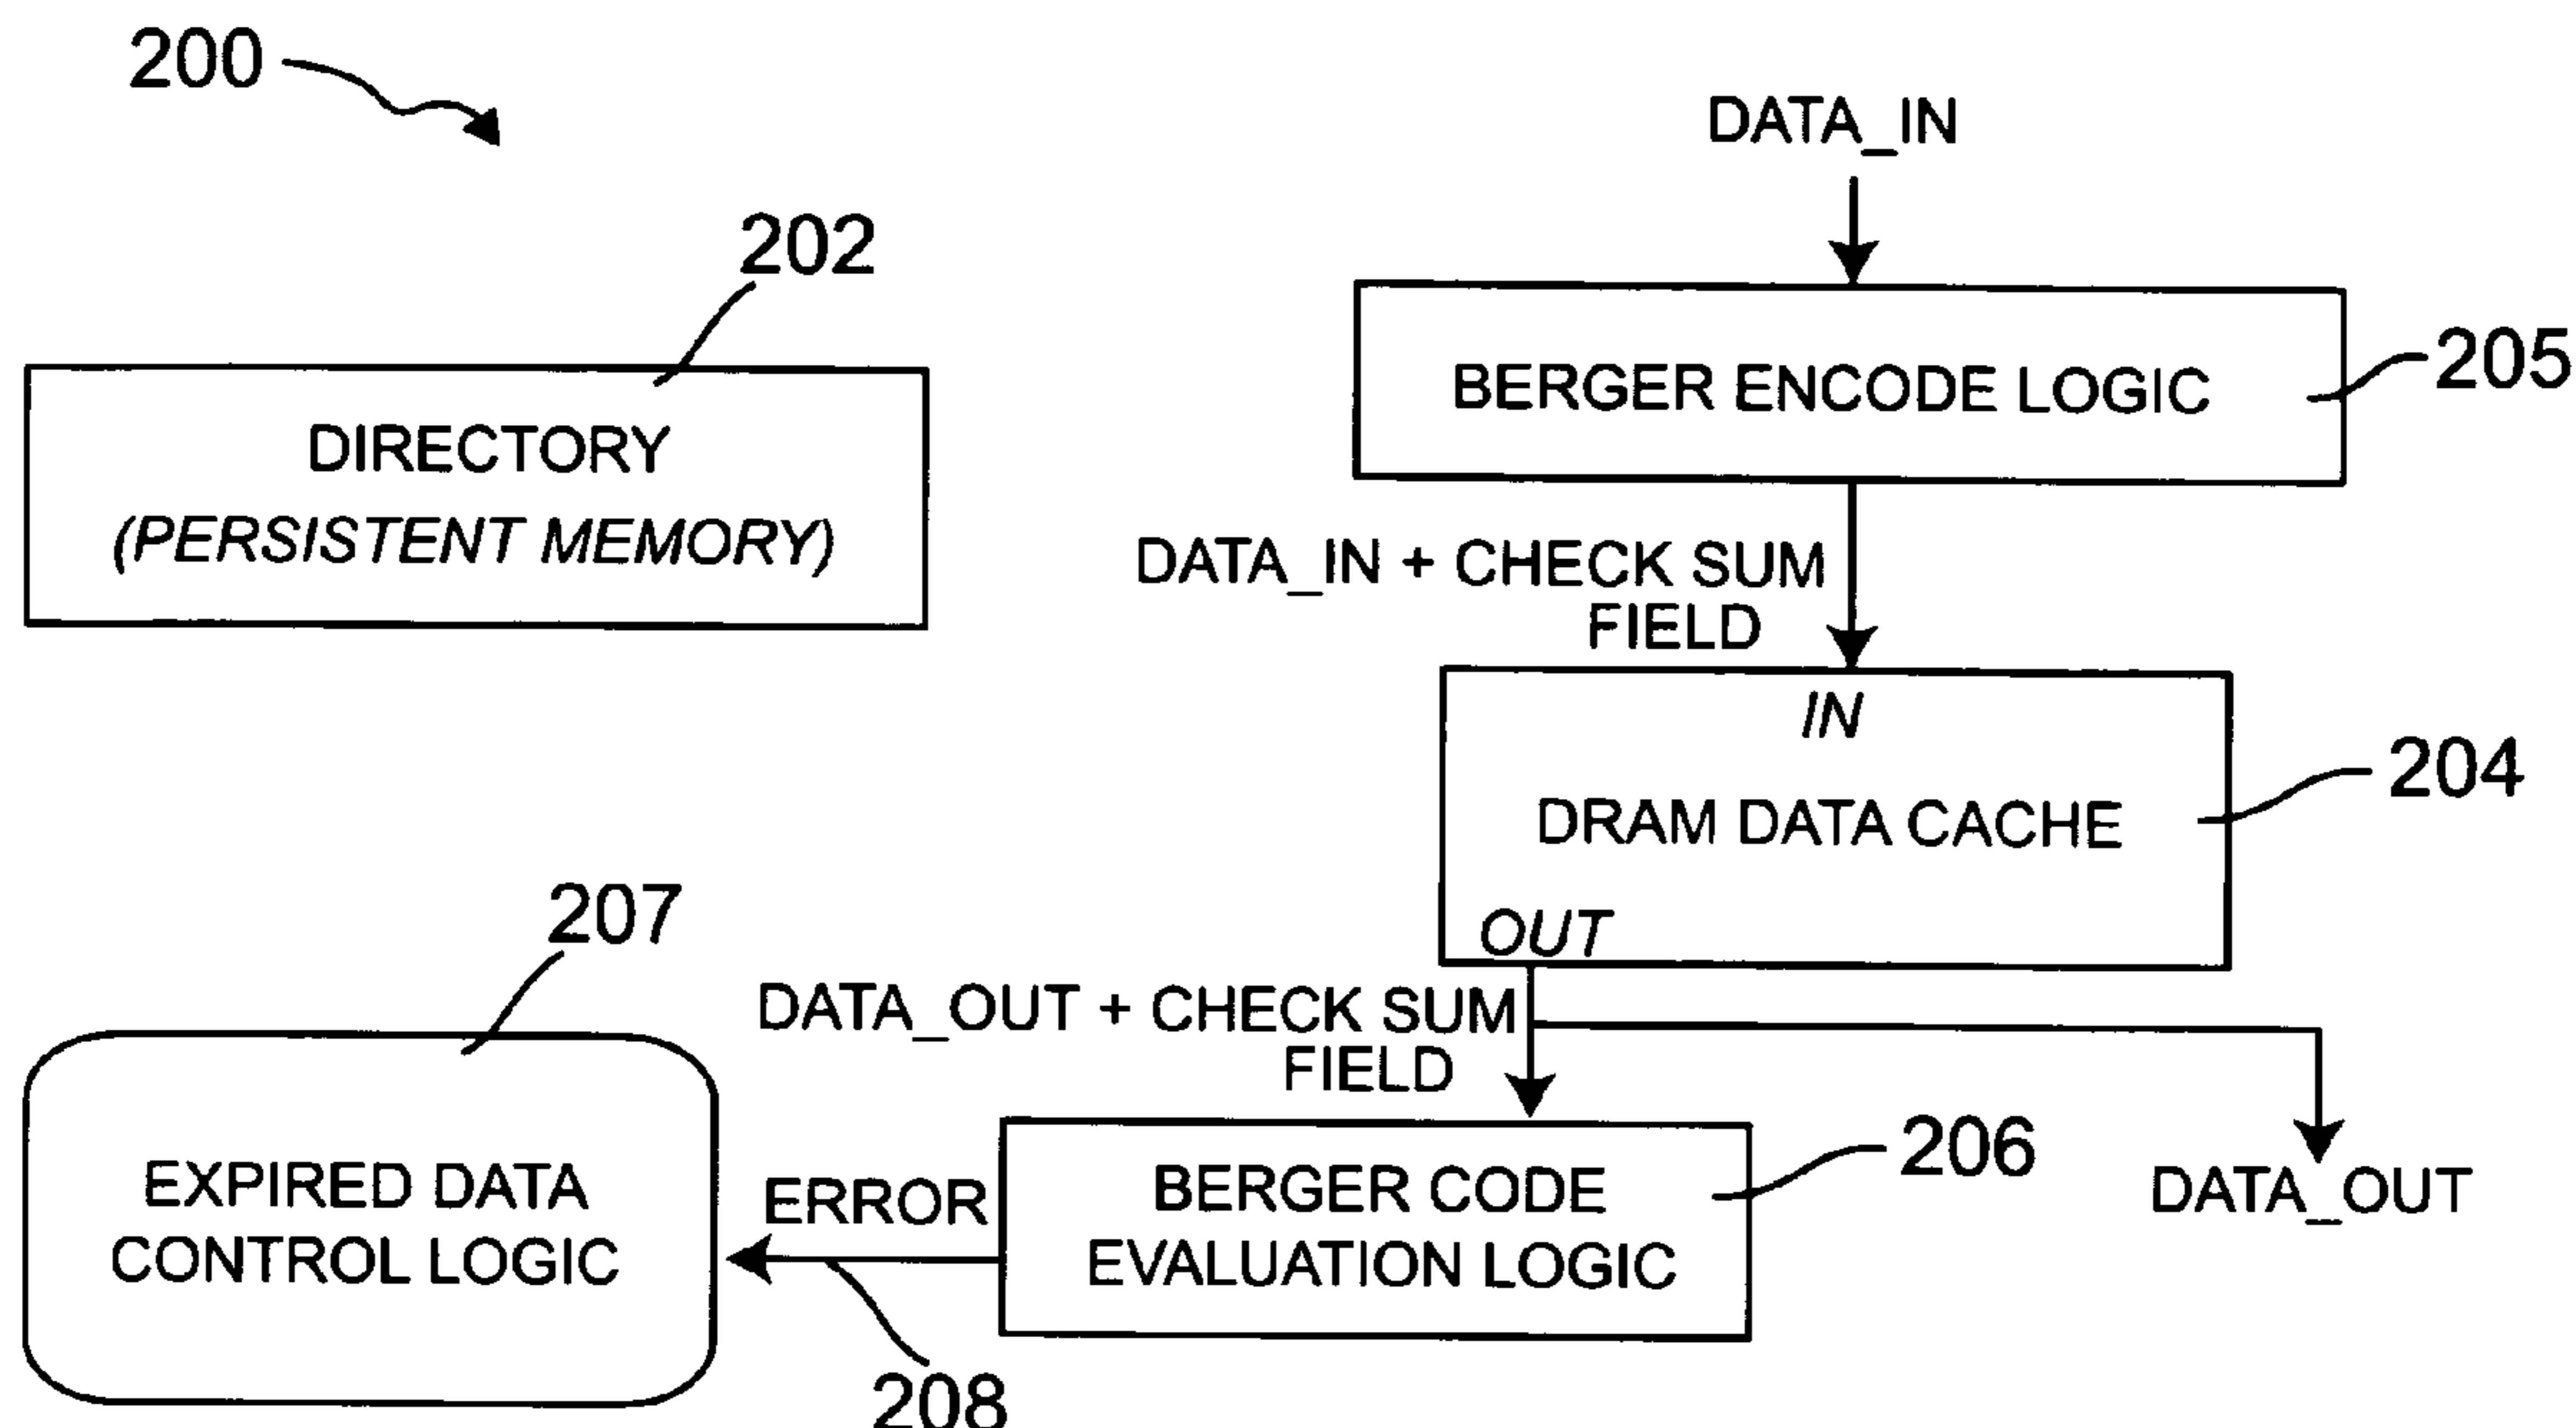 200
DATA_IN
202
BERGER ENCODE LOGIC
205
DIRECTORY
(PERSISTENT MEMORY)
DATA_IN + CHECK SUM
FIELD
IN
DRAM DATA CACHE
204
OUT
207
DATA_OUT + CHECK SUM
FIELD
EXPIRED DATA
CONTROL LOGIC
ERROR
208
BERGER CODE
EVALUATION LOGIC
206
DATA_OUT